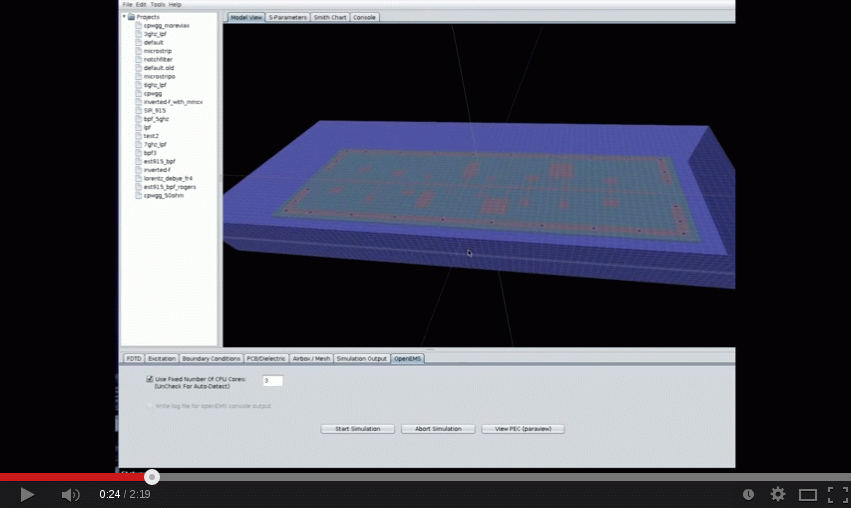 File Edit Tools Help
Projects
cpwgg_morevias
3ghz_lpf
default
microstrip
notchfilter
default.old
microstripo
6ghz_lpf
cpwgg
inverted-f_with_mmcx
SIR_915
bpf_5ghz
lpf
test2
7ghz_lpf
bpf3
est915_bpf
inverted-f
lorentz_debye_fr4
est915_bpf_rogers
cpwgg_50ohm
Model View S-Parameters Smith Chart Console
FDTD Excitation Boundary Conditions PCB/Dielectric Airbox / Mesh Simulation Output OpenEMS
Use Fixed Number Of CPU Cores: 3
(UnCheck For Auto-Detect)
Write log file for openEMS console output
Start Simulation Abort Simulation View PEC (paraview)
0:24 / 2:19